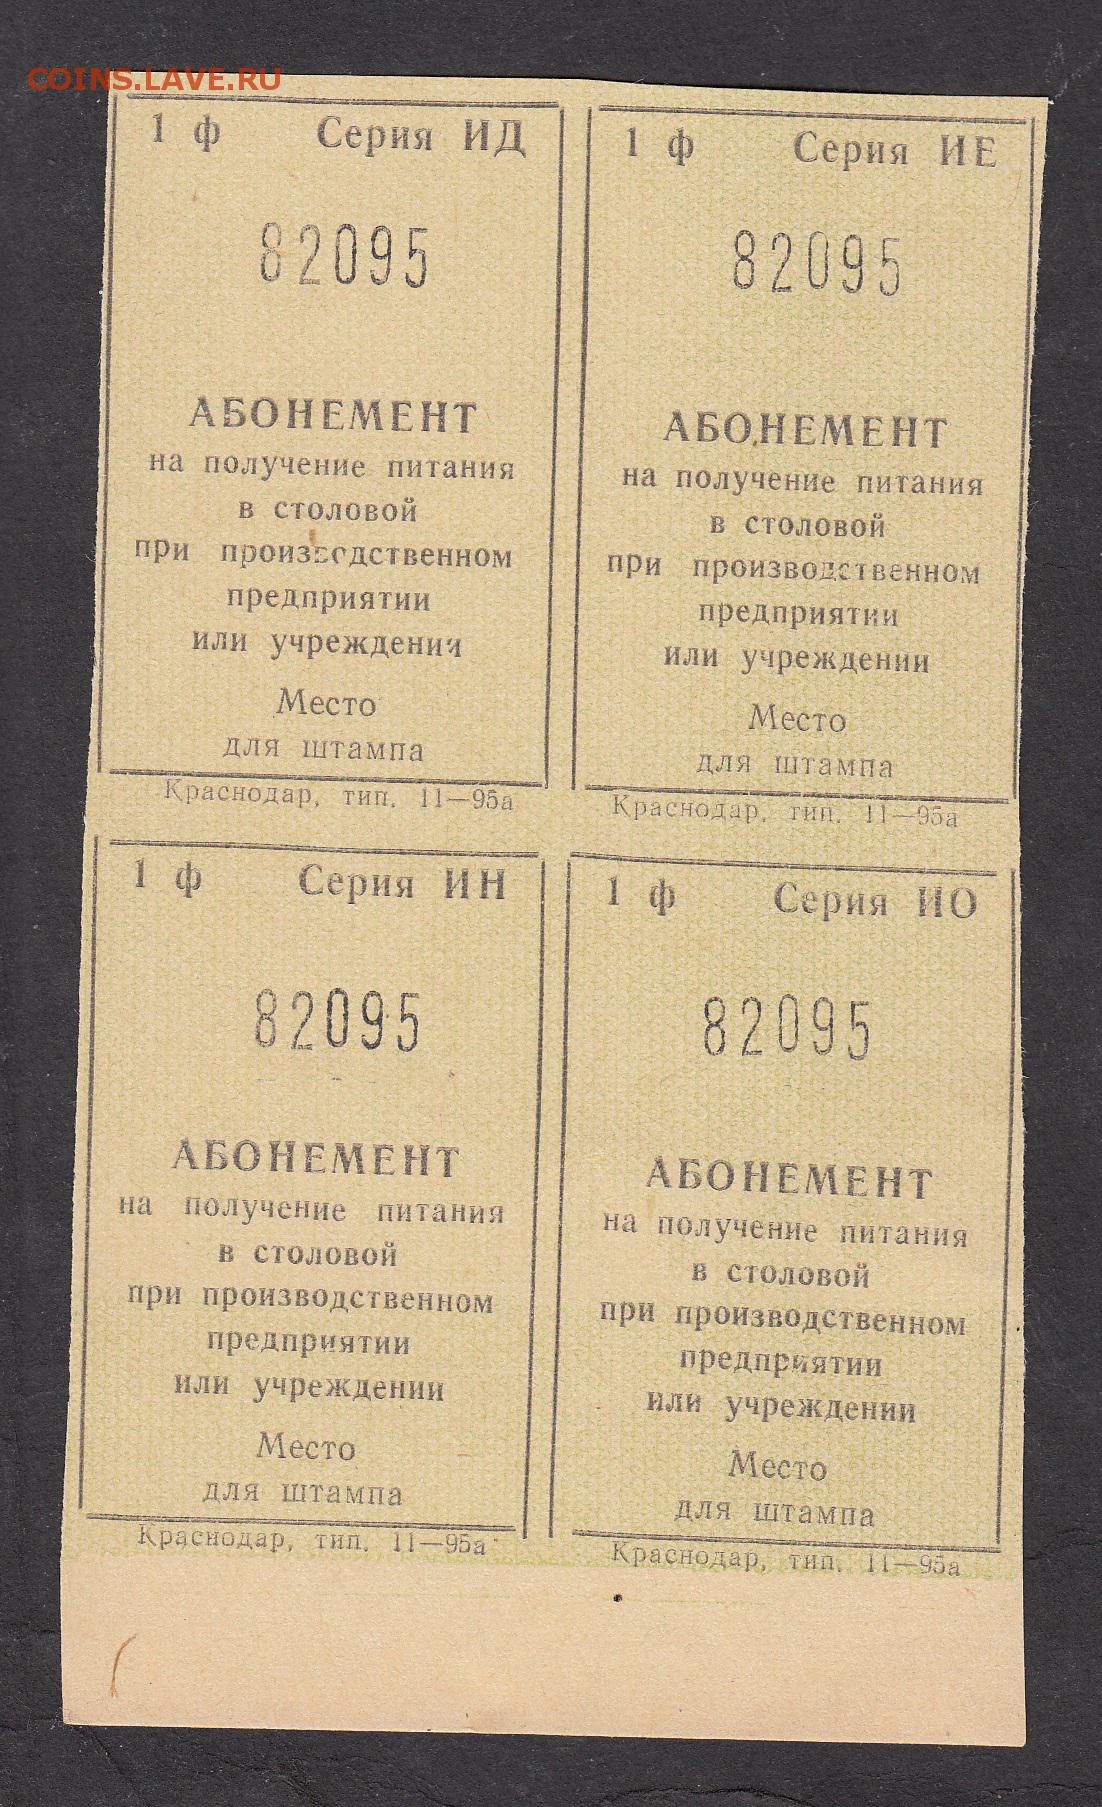 COINS.LAVE.RU
1 ф Серия ИД
82095
АБОНЕМЕНТ
на получение питания
в столовой
при производственном
предприятии
или учреждении
Место
для штампа
Краснодар, тип. 11—95а
1 ф Серия ИЕ
82095
АБОНЕМЕНТ
на получение питания
в столовой
при производственном
предприятии
или учреждении
Место
для штампа
Краснодар, тип. 11—95а
1 ф Серия ИН
82095
АБОНЕМЕНТ
на получение питания
в столовой
при производственном
предприятии
или учреждении
Место
для штампа
Краснодар, тип. 11—95а
1 ф Серия ИО
82095
АБОНЕМЕНТ
на получение питания
в столовой
при производственном
предприятии
или учреждении
Место
для штампа
Краснодар, тип. 11—95а